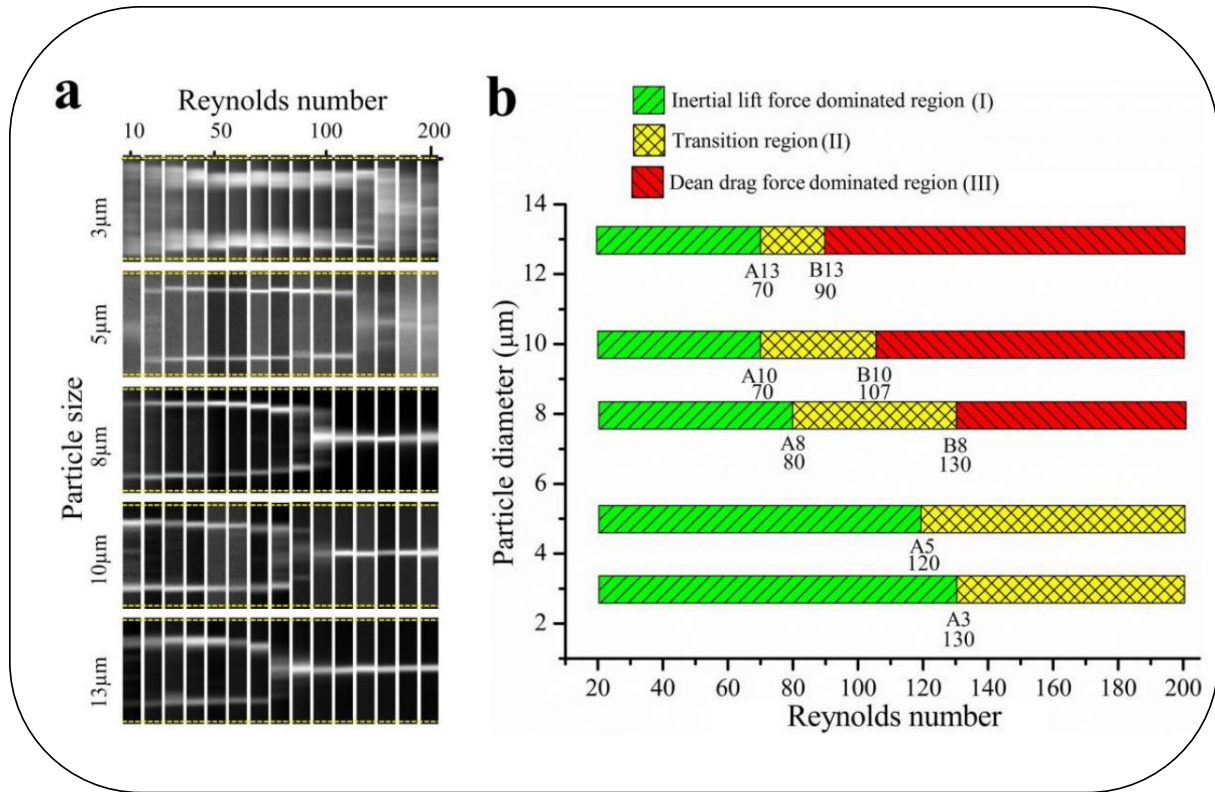 a
Reynolds number
10 50 100 200
Particle size
3μm
5μm
8μm
10μm
13μm
b
Inertial lift force dominated region (I)
Transition region (II)
Dean drag force dominated region (III)
Particle diameter (μm)
14
12
10
8
6
4
2
A13 B13
70 90
A10 B10
70 107
A8 B8
80 130
A5
120
A3
130
20 40 60 80 100 120 140 160 180 200
Reynolds number